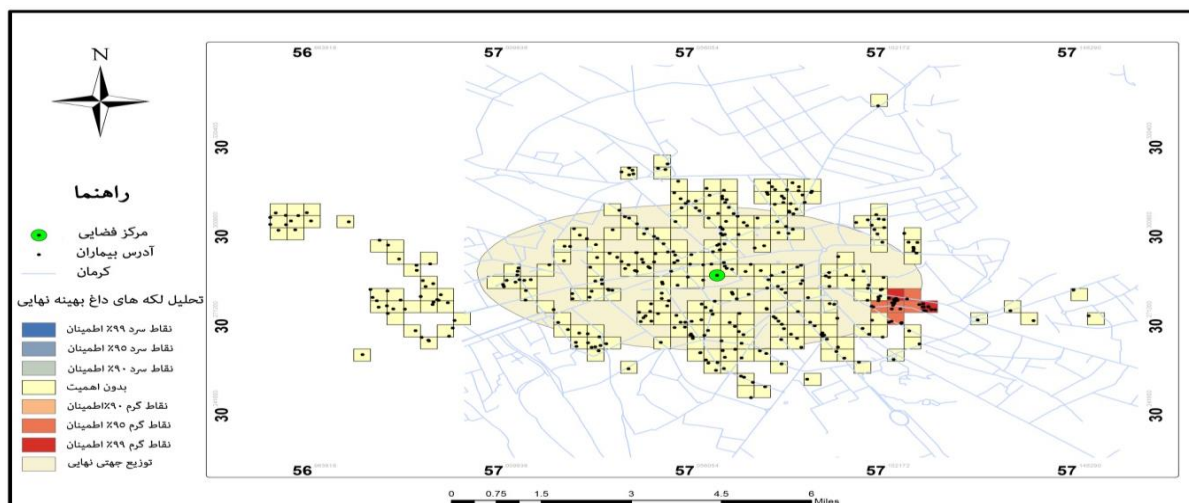 56 57 57 57 57
N
30 30
راهنما
مرکز فضایی
آدرس بیماران
کرمان
تحلیل لکه های داغ بهینه نهایی
نقاط سرد ۹۹٪ اطمینان
نقاط سرد ۹۵٪ اطمینان
نقاط سرد ۹۰٪ اطمینان
بدون اهمیت
نقاط گرم ۹۰٪اطمینان
نقاط گرم ۹۵٪ اطمینان
نقاط گرم ۹۹٪ اطمینان
توزیع جهتی نهایی
30 30
30 30
30 30
56 57 57 57 57
0 0.75 1.5 3 4.5 6
Miles